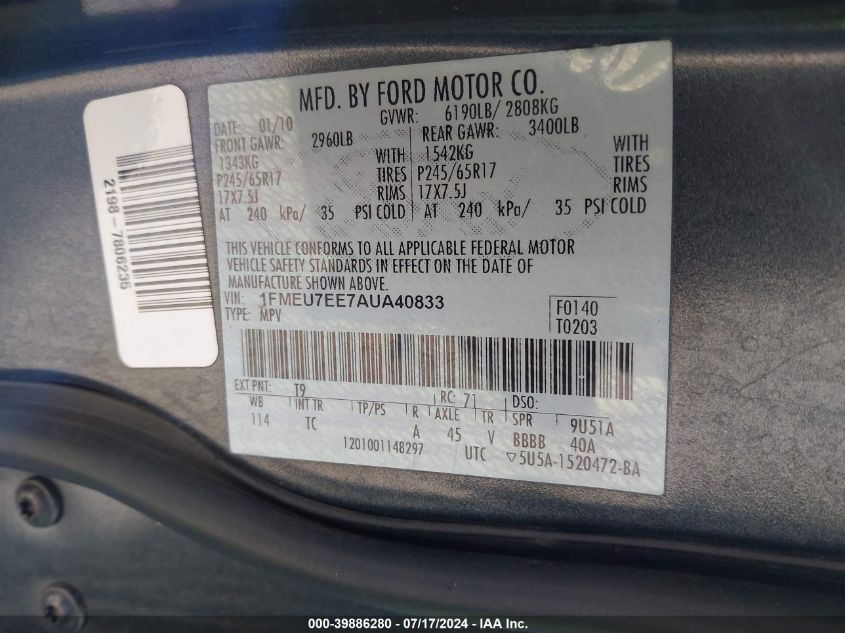 MFD. BY FORD MOTOR CO.
DATE: 01/10 GVWR: 6190LB/ 2808KG
FRONT GAWR: 2960LB REAR GAWR: 3400LB
1343KG WITH 1542KG WITH
P245/65R17 TIRES P245/65R17 TIRES
17X7.5J RIMS 17X7.5J RIMS
AT 240 kPa/ 35 PSI COLD AT 240 kPa/ 35 PSI COLD
THIS VEHICLE CONFORMS TO ALL APPLICABLE FEDERAL MOTOR
VEHICLE SAFETY STANDARDS IN EFFECT ON THE DATE OF
MANUFACTURE SHOWN ABOVE.
VIN: 1FMEU7EE7AUA40833 F0140
TYPE: MPV T0203
EXT PNT: T9 RC: 71 DSO:
WB INT TR TP/PS R AXLE TR SPR 9U51A
114 TC A 45 V BBBB 40A
1201001148297 UTC ▽5U5A-1520472-BA
2198 - 7806235
000-39886280 - 07/17/2024 - IAA Inc.